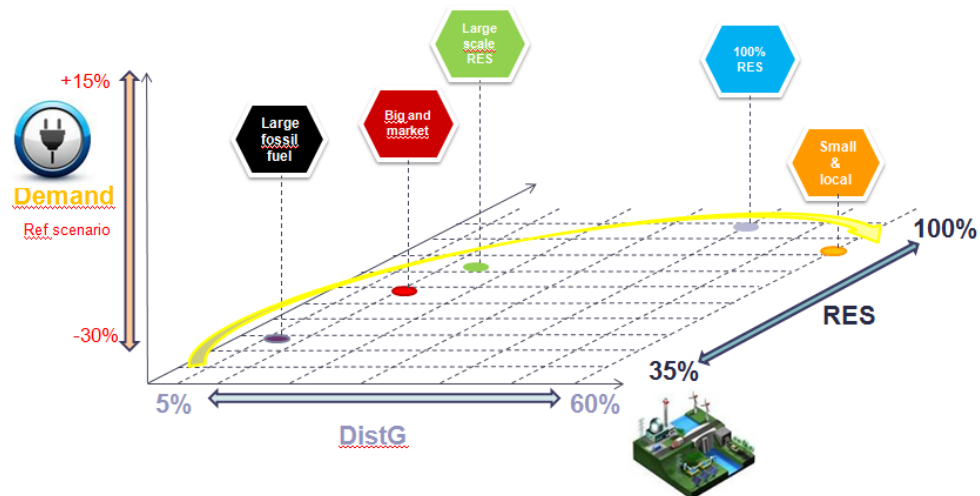 Large
scale
RES
100%
RES
+15%
Large
fossil
fuel
Big and
market
Small
&
local
Demand
Ref scenario
100%
RES
-30%
35%
5%
60%
DistG